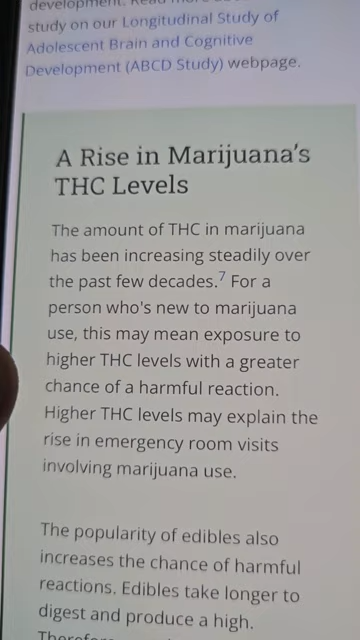 development. Read more about
study on our Longitudinal Study of
Adolescent Brain and Cognitive
Development (ABCD Study) webpage.
A Rise in Marijuana's
THC Levels
The amount of THC in marijuana
has been increasing steadily over
the past few decades.7 For a
person who's new to marijuana
use, this may mean exposure to
higher THC levels with a greater
chance of a harmful reaction.
Higher THC levels may explain the
rise in emergency room visits
involving marijuana use.
The popularity of edibles also
increases the chance of harmful
reactions. Edibles take longer to
digest and produce a high.